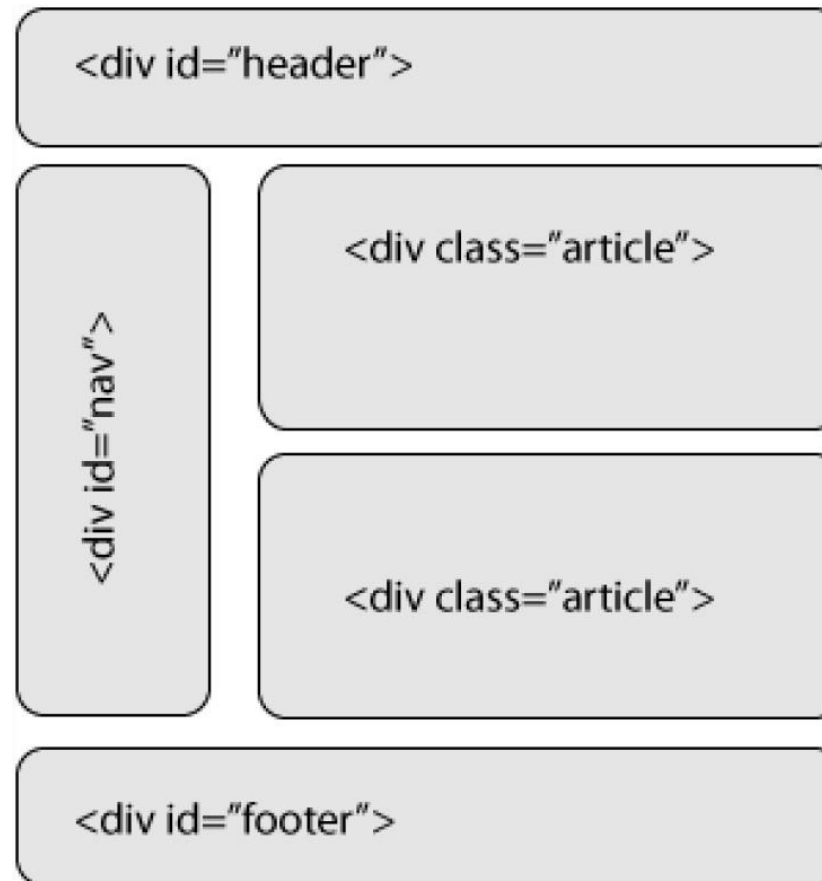 <div id="header">
<div id="nav">
<div class="article">
<div class="article">
<div id="footer">